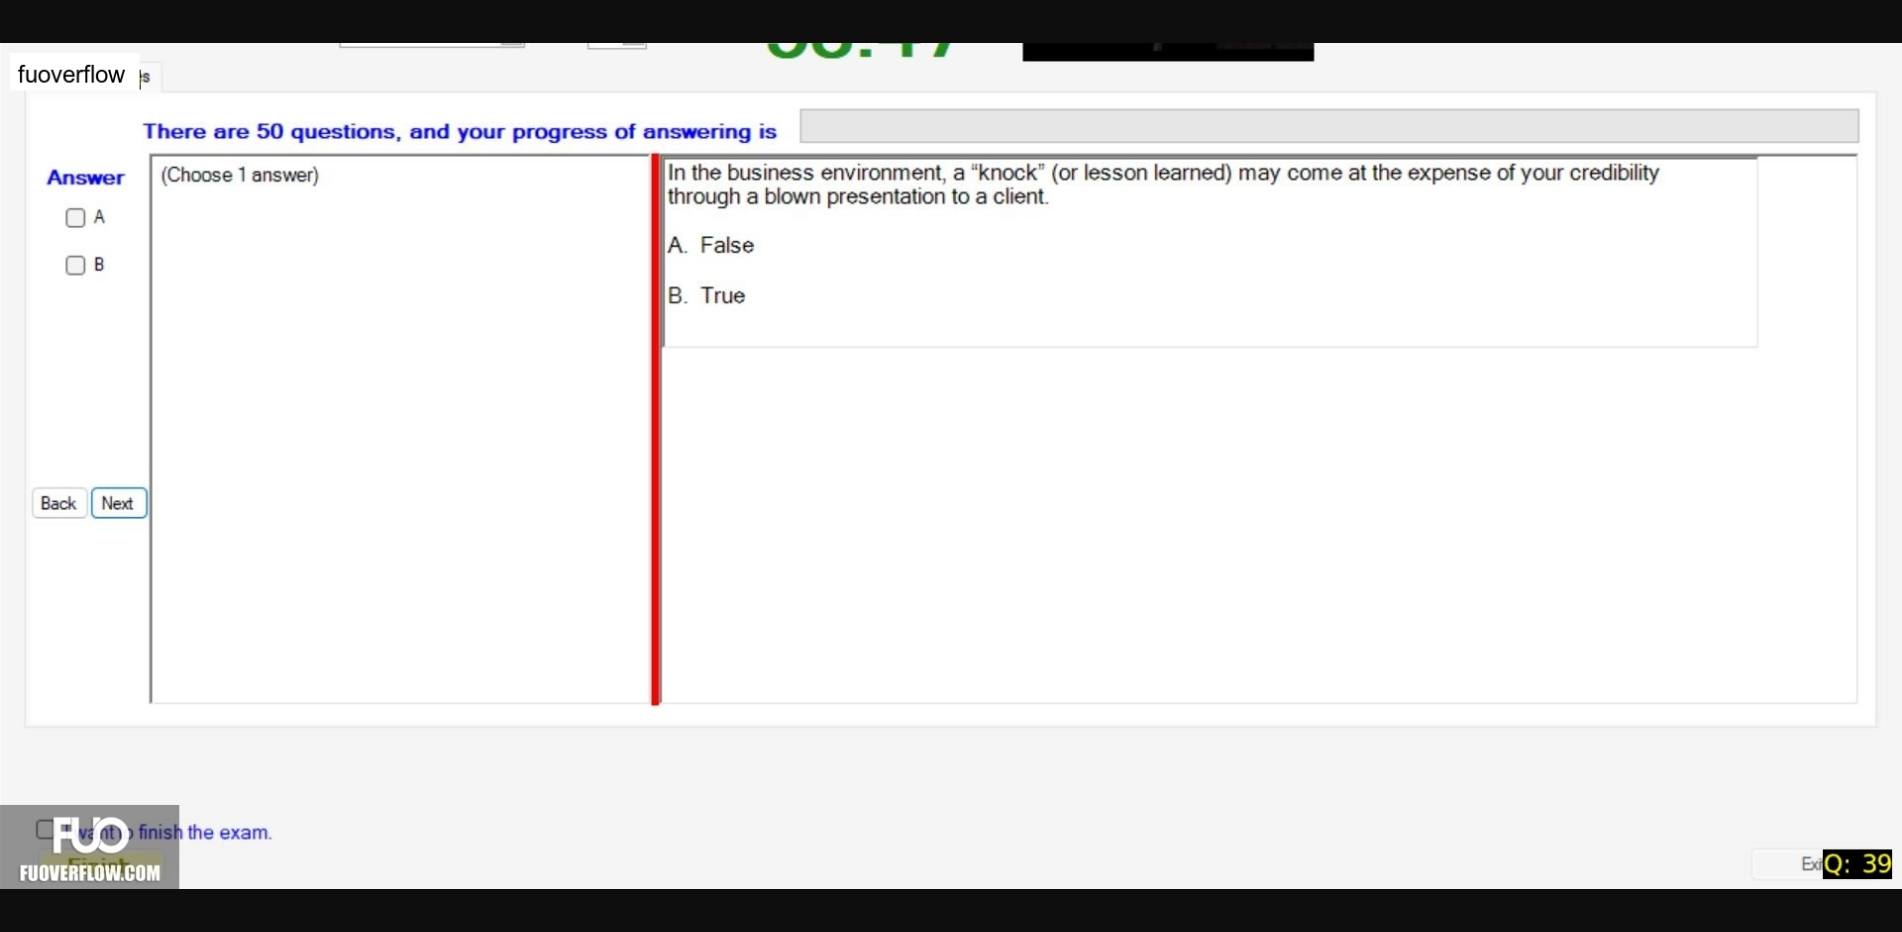 fuoverflow
There are 50 questions, and your progress of answering is
Answer
(Choose 1 answer)
A
B
In the business environment, a “knock” (or lesson learned) may come at the expense of your credibility
through a blown presentation to a client.
A. False
B. True
Back Next
FUO
finish the exam.
FUOVERFLOW.COM
Q: 39